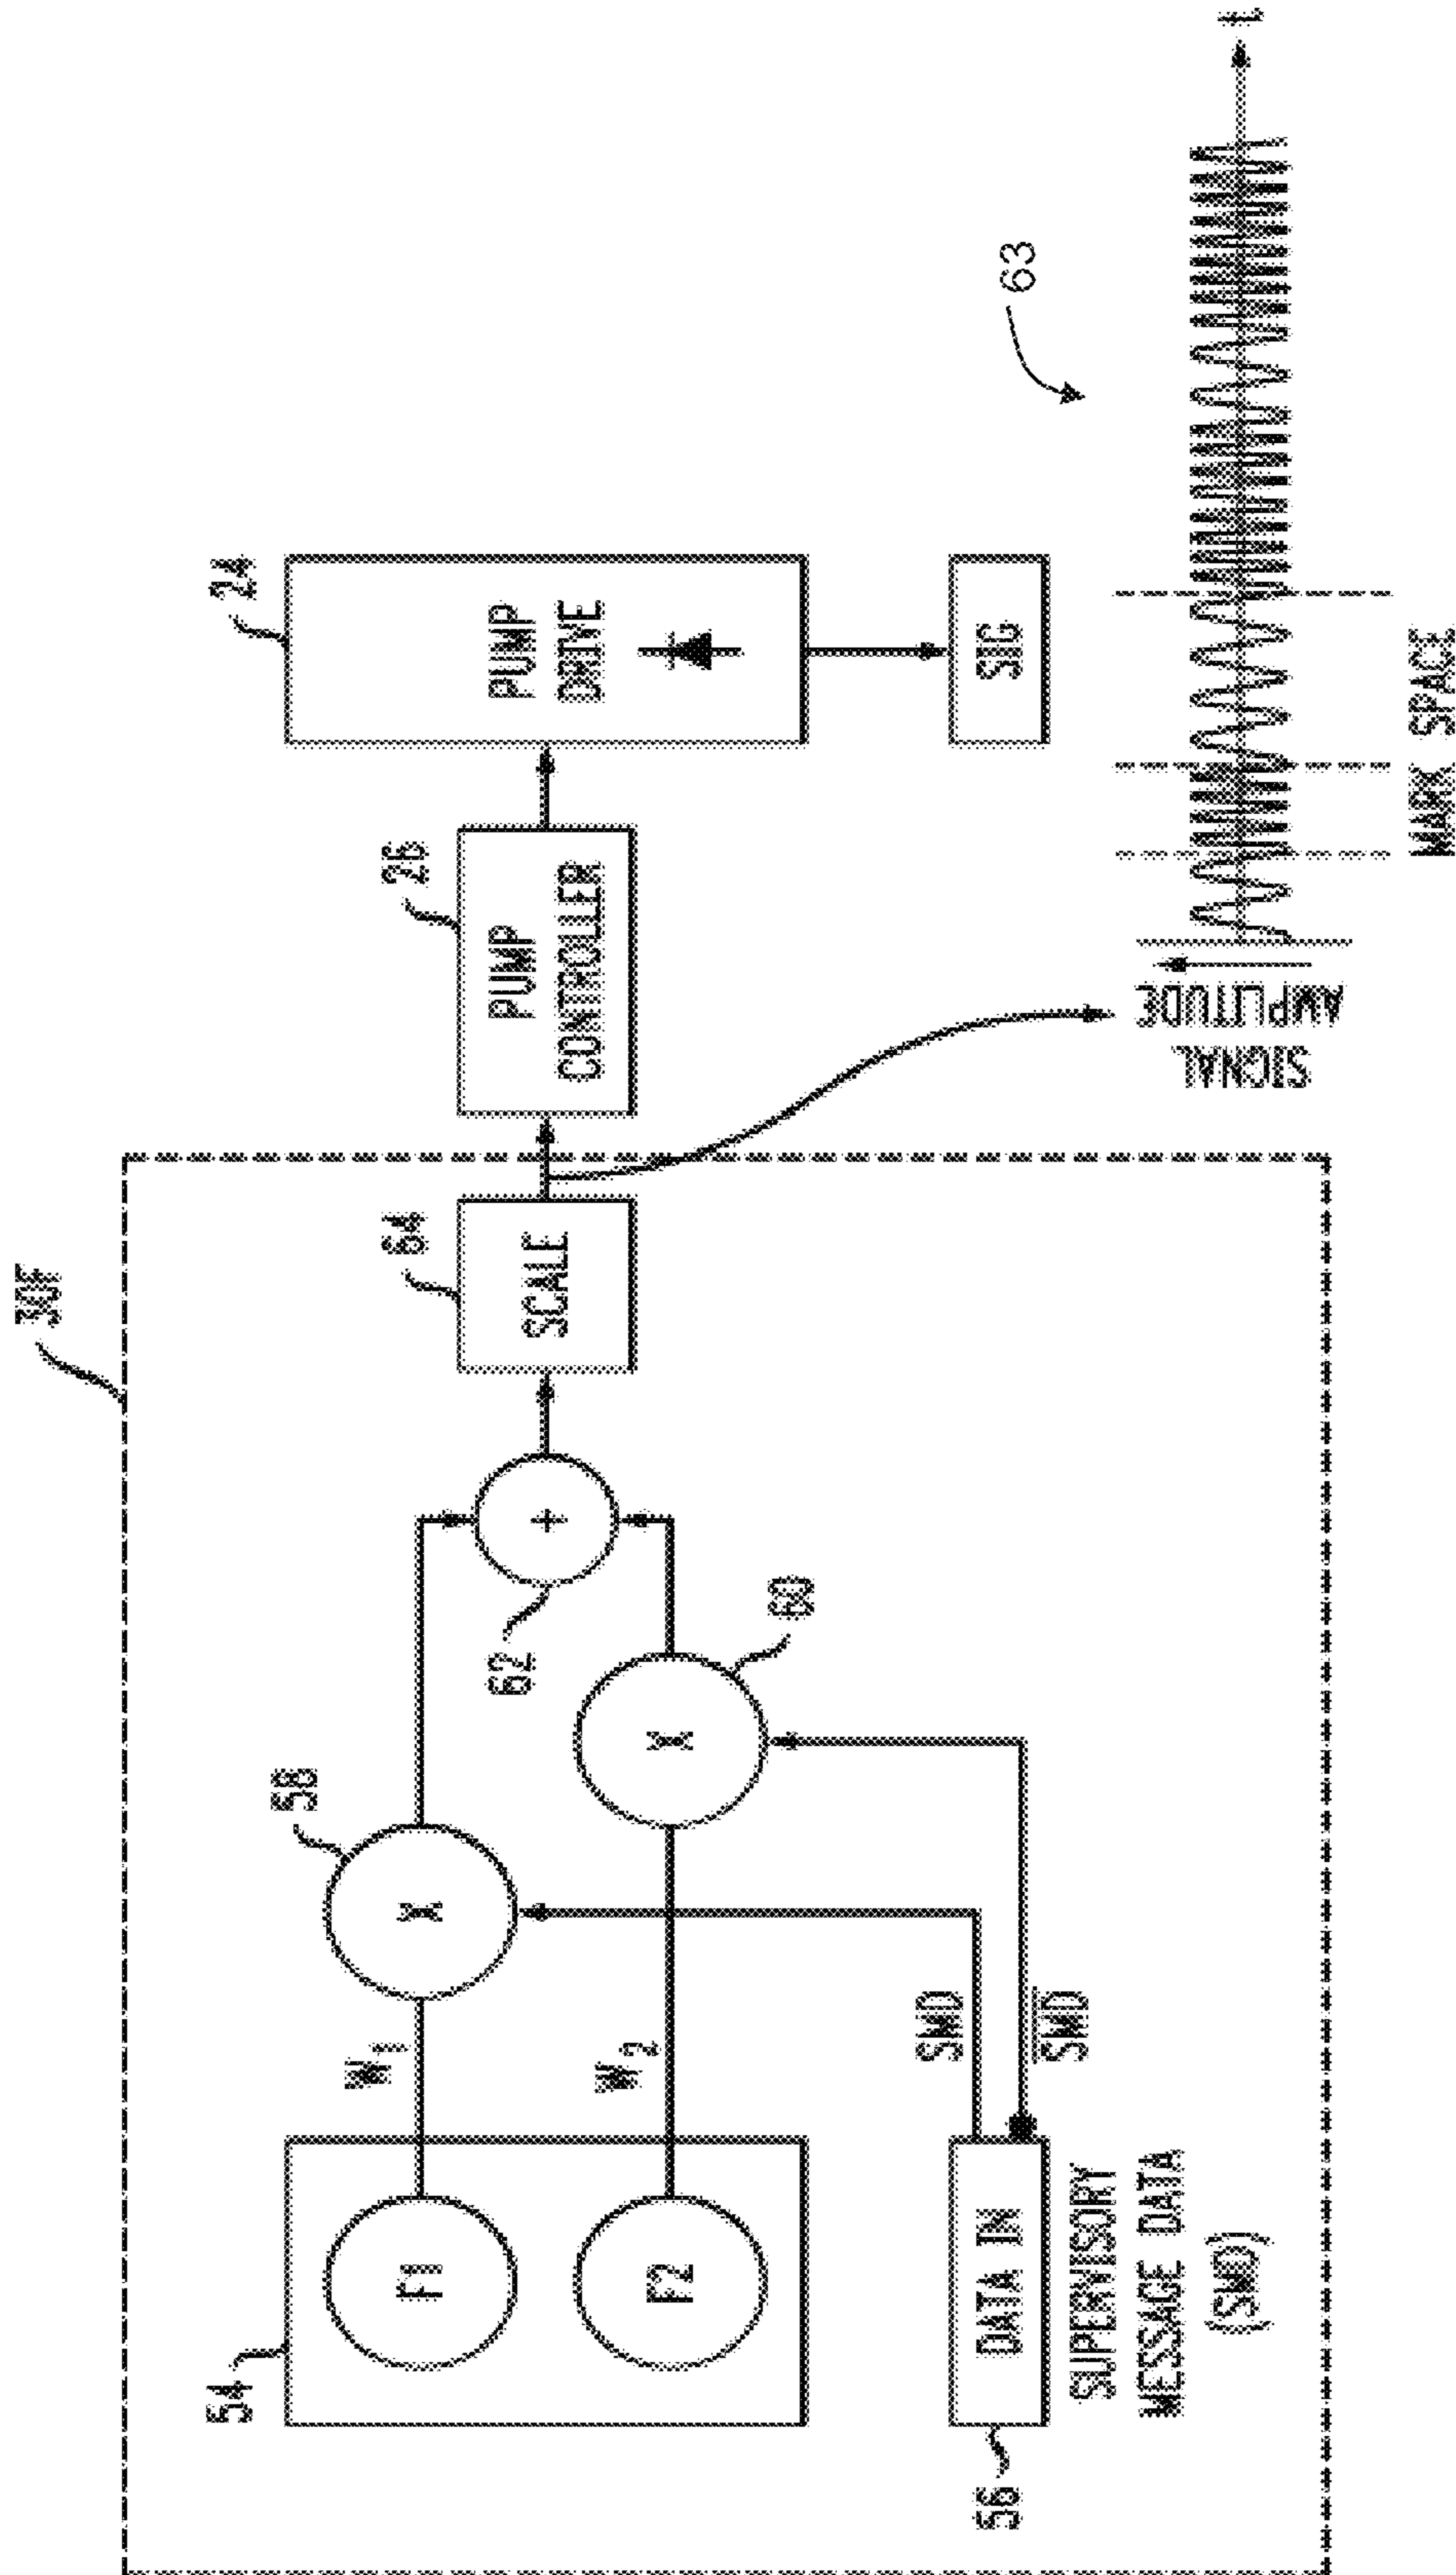 30F
54
F1
F2
W1
W2
58
X
60
X
62
+
64
SCALE
26
PUMP
CONTROLLER
24
PUMP
DRIVE
SIG
56
DATA IN
SMD
SMD
SUPERVISORY
MESSAGE DATA
(SMD)
63
SIGNAL
AMPLITUDE
t
MARK SPACE